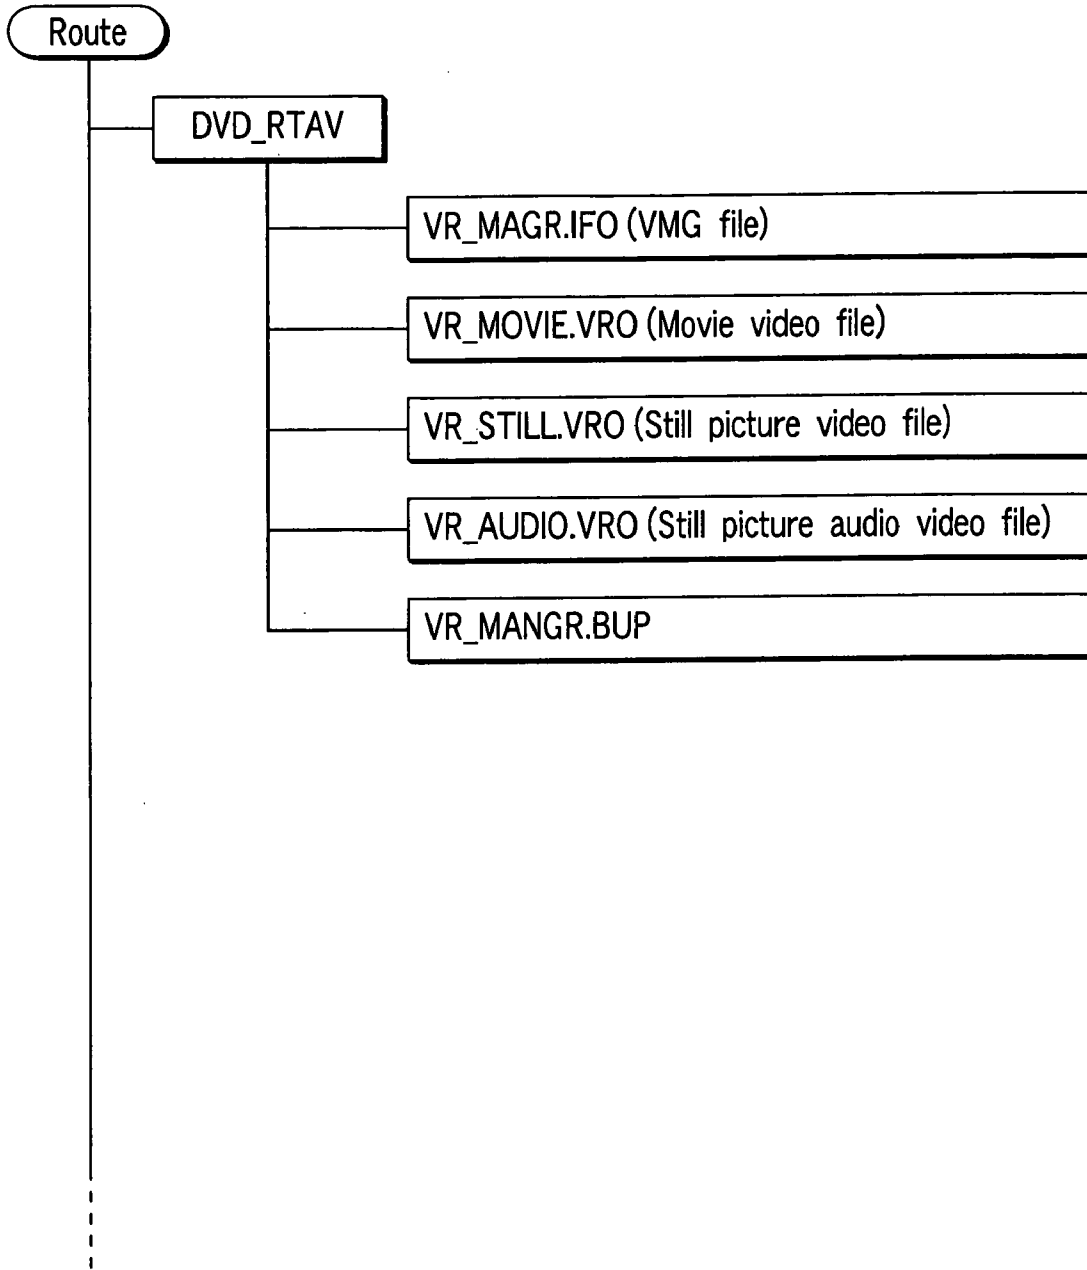 Route
DVD_RTAV
VR_MAGR.IFO (VMG file)
VR_MOVIE.VRO (Movie video file)
VR_STILL.VRO (Still picture video file)
VR_AUDIO.VRO (Still picture audio video file)
VR_MANGR.BUP